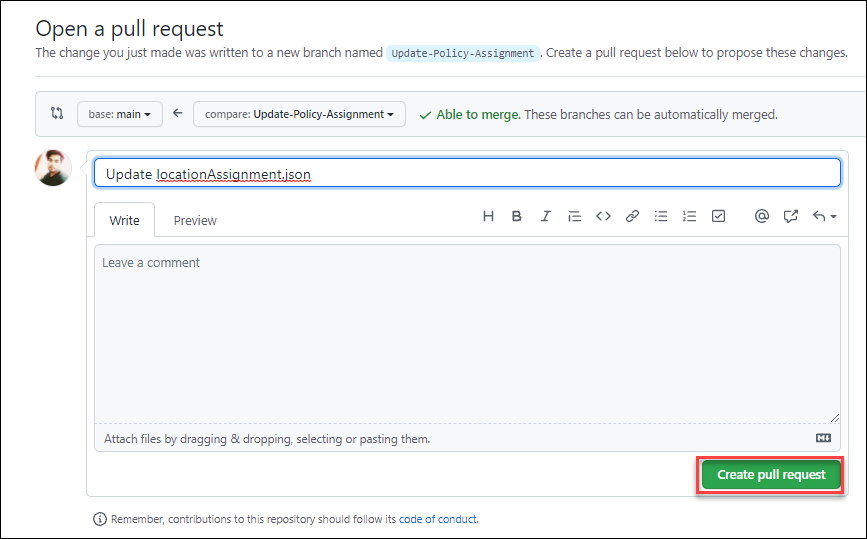 Open a pull request
The change you just made was written to a new branch named Update-Policy-Assignment. Create a pull request below to propose these changes.
base: main ← compare: Update-Policy-Assignment ✓ Able to merge. These branches can be automatically merged.
Update locationAssignment.json
Write Preview H B I <> @
Leave a comment
Attach files by dragging & dropping, selecting or pasting them. M↓
Create pull request
Remember, contributions to this repository should follow its code of conduct.